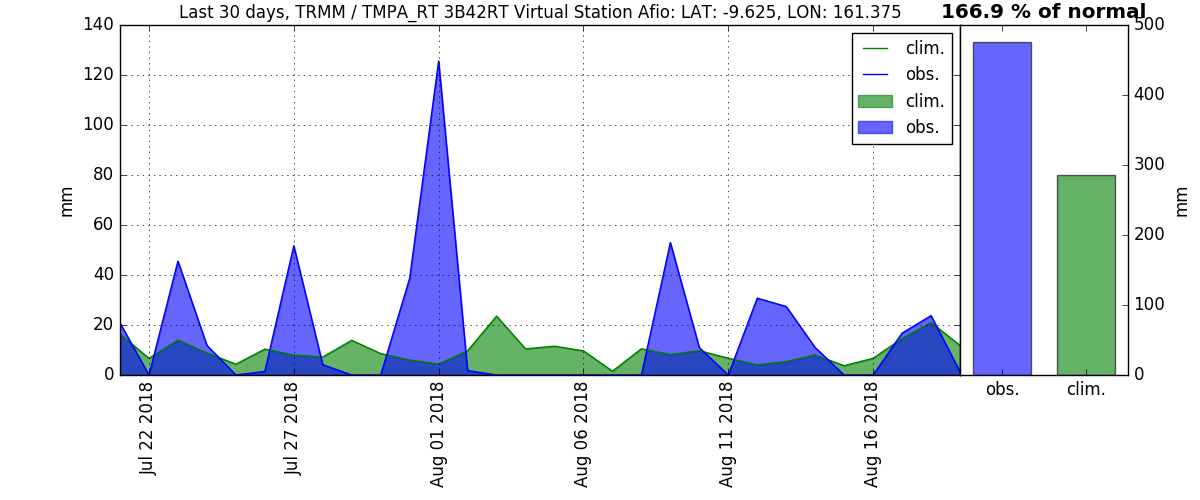 Last 30 days, TRMM / TMPA_RT 3B42RT Virtual Station Afio: LAT: -9.625, LON: 161.375
166.9 % of normal
140
120
100
80
60
40
20
0
mm
clim.
obs.
clim.
obs.
Jul 22 2018
Jul 27 2018
Aug 01 2018
Aug 06 2018
Aug 11 2018
Aug 16 2018
500
400
300
200
100
0
mm
obs.
clim.